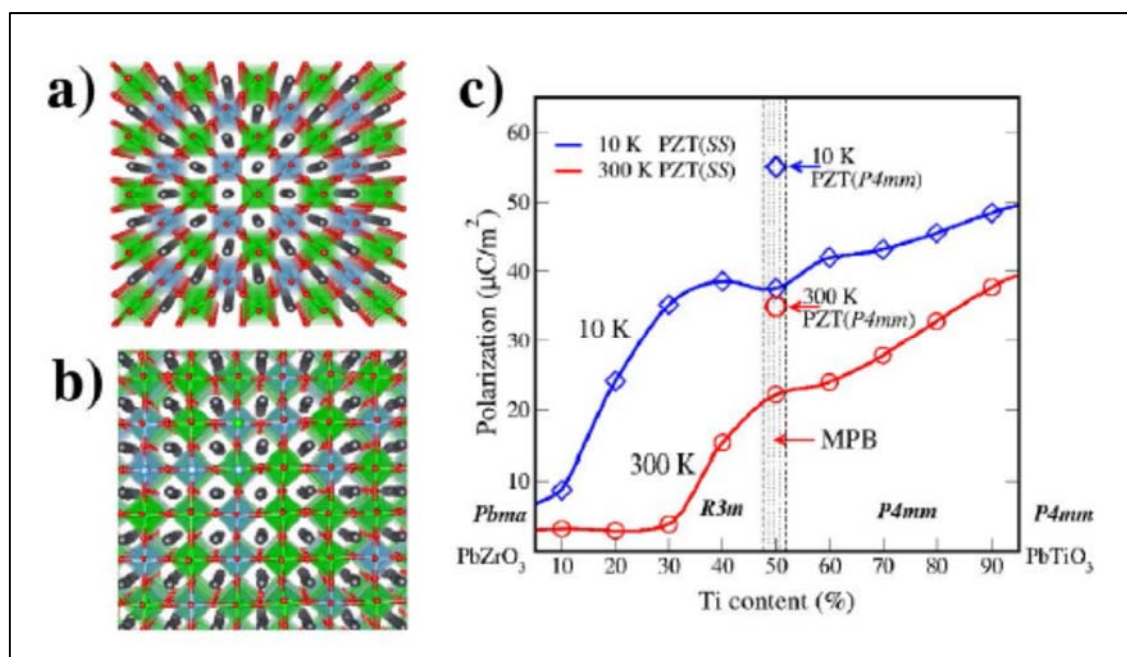 a)
b)
c)
Polarization (μC/m²)
60
50
40
30
20
10
10 K PZT(SS)
300 K PZT(SS)
10 K
PZT(P4mm)
300 K
PZT(P4mm)
10 K
300 K
MPB
Pbma
R3m
P4mm
P4mm
PbZrO₃
10 20 30 40 50 60 70 80 90
PbTiO₃
Ti content (%)